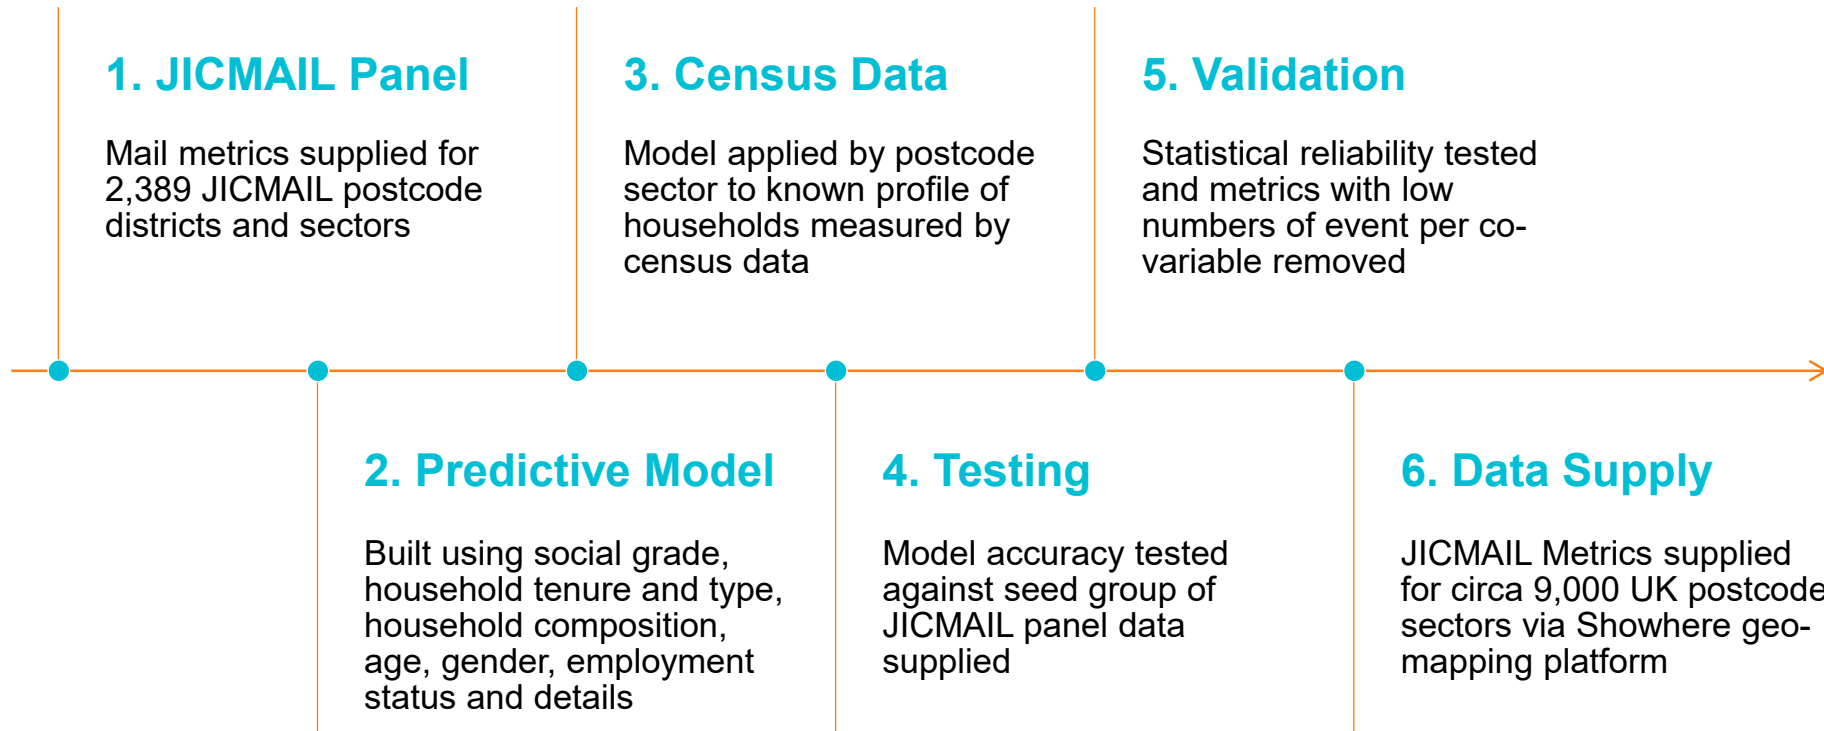 1. JICMAIL Panel
Mail metrics supplied for
2,389 JICMAIL postcode
districts and sectors
2. Predictive Model
Built using social grade,
household tenure and type,
household composition,
age, gender, employment
status and details
3. Census Data
Model applied by postcode
sector to known profile of
households measured by
census data
4. Testing
Model accuracy tested
against seed group of
JICMAIL panel data
supplied
5. Validation
Statistical reliability tested
and metrics with low
numbers of event per co-
variable removed
6. Data Supply
JICMAIL Metrics supplied
for circa 9,000 UK postcode
sectors via Showhere geo-
mapping platform